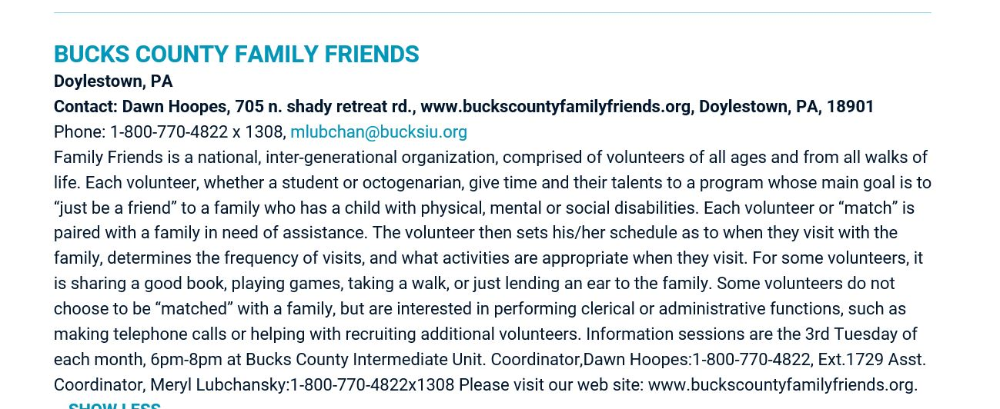 BUCKS COUNTY FAMILY FRIENDS
Doylestown, PA
Contact: Dawn Hoopes, 705 n. shady retreat rd., www.buckscountyfamilyfriends.org, Doylestown, PA, 18901
Phone: 1-800-770-4822 x 1308, mlubchan@bucksiu.org
Family Friends is a national, inter-generational organization, comprised of volunteers of all ages and from all walks of
life. Each volunteer, whether a student or octogenarian, give time and their talents to a program whose main goal is to
“just be a friend” to a family who has a child with physical, mental or social disabilities. Each volunteer or “match” is
paired with a family in need of assistance. The volunteer then sets his/her schedule as to when they visit with the
family, determines the frequency of visits, and what activities are appropriate when they visit. For some volunteers, it
is sharing a good book, playing games, taking a walk, or just lending an ear to the family. Some volunteers do not
choose to be “matched” with a family, but are interested in performing clerical or administrative functions, such as
making telephone calls or helping with recruiting additional volunteers. Information sessions are the 3rd Tuesday of
each month, 6pm-8pm at Bucks County Intermediate Unit. Coordinator,Dawn Hoopes:1-800-770-4822, Ext.1729 Asst.
Coordinator, Meryl Lubchansky:1-800-770-4822x1308 Please visit our web site: www.buckscountyfamilyfriends.org.
SHOW LESS